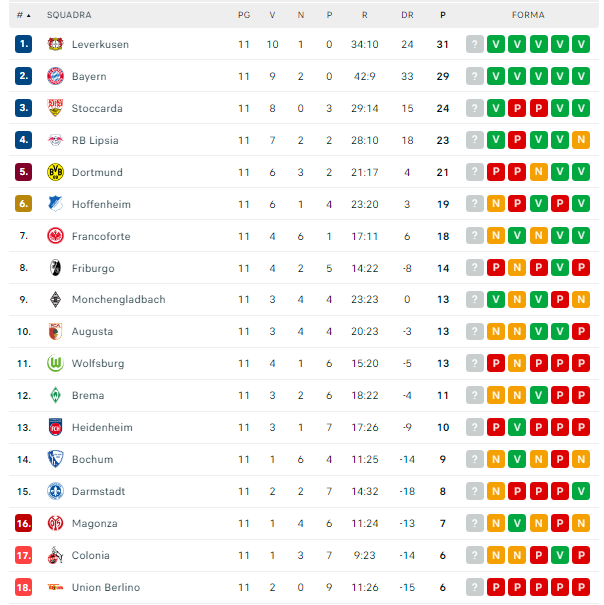 # SQUADRA PG V N P R DR P FORMA
1. Leverkusen 11 10 1 0 34:10 24 31 ? V V V V V
2. Bayern 11 9 2 0 42:9 33 29 ? V V V V V
3. Stoccarda 11 8 0 3 29:14 15 24 ? V P P V V
4. RB Lipsia 11 7 2 2 28:10 18 23 ? V P V V N
5. Dortmund 11 6 3 2 21:17 4 21 ? P P N V V
6. Hoffenheim 11 6 1 4 23:20 3 19 ? N P V P V
7. Francoforte 11 4 6 1 17:11 6 18 ? N V N V V
8. Friburgo 11 4 2 5 14:22 -8 14 ? P N P V P
9. Monchengladbach 11 3 4 4 23:23 0 13 ? V N V P N
10. Augusta 11 3 4 4 20:23 -3 13 ? N N V V P
11. Wolfsburg 11 4 1 6 15:20 -5 13 ? P N P P P
12. Brema 11 3 2 6 18:22 -4 11 ? N N V P P
13. Heidenheim 11 3 1 7 17:26 -9 10 ? P V P P P
14. Bochum 11 1 6 4 11:25 -14 9 ? N V N P N
15. Darmstadt 11 2 2 7 14:32 -18 8 ? N P P P V
16. Magonza 11 1 4 6 11:24 -13 7 ? N V N P N
17. Colonia 11 1 3 7 9:23 -14 6 ? N N P V P
18. Union Berlino 11 2 0 9 11:26 -15 6 ? P P P P P